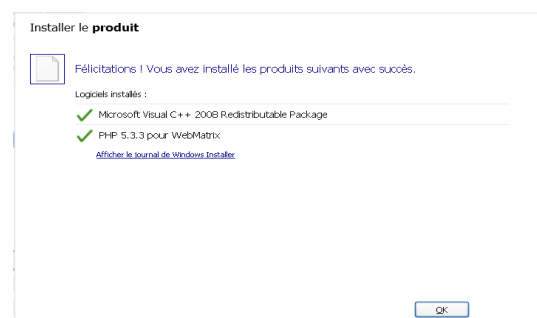 Installer le produit
Félicitations ! Vous avez installé les produits suivants avec succès.
Logiciels installés :
Microsoft Visual C++ 2008 Redistributable Package
PHP 5.3.3 pour WebMatrix
Afficher le journal de Windows Installer
OK